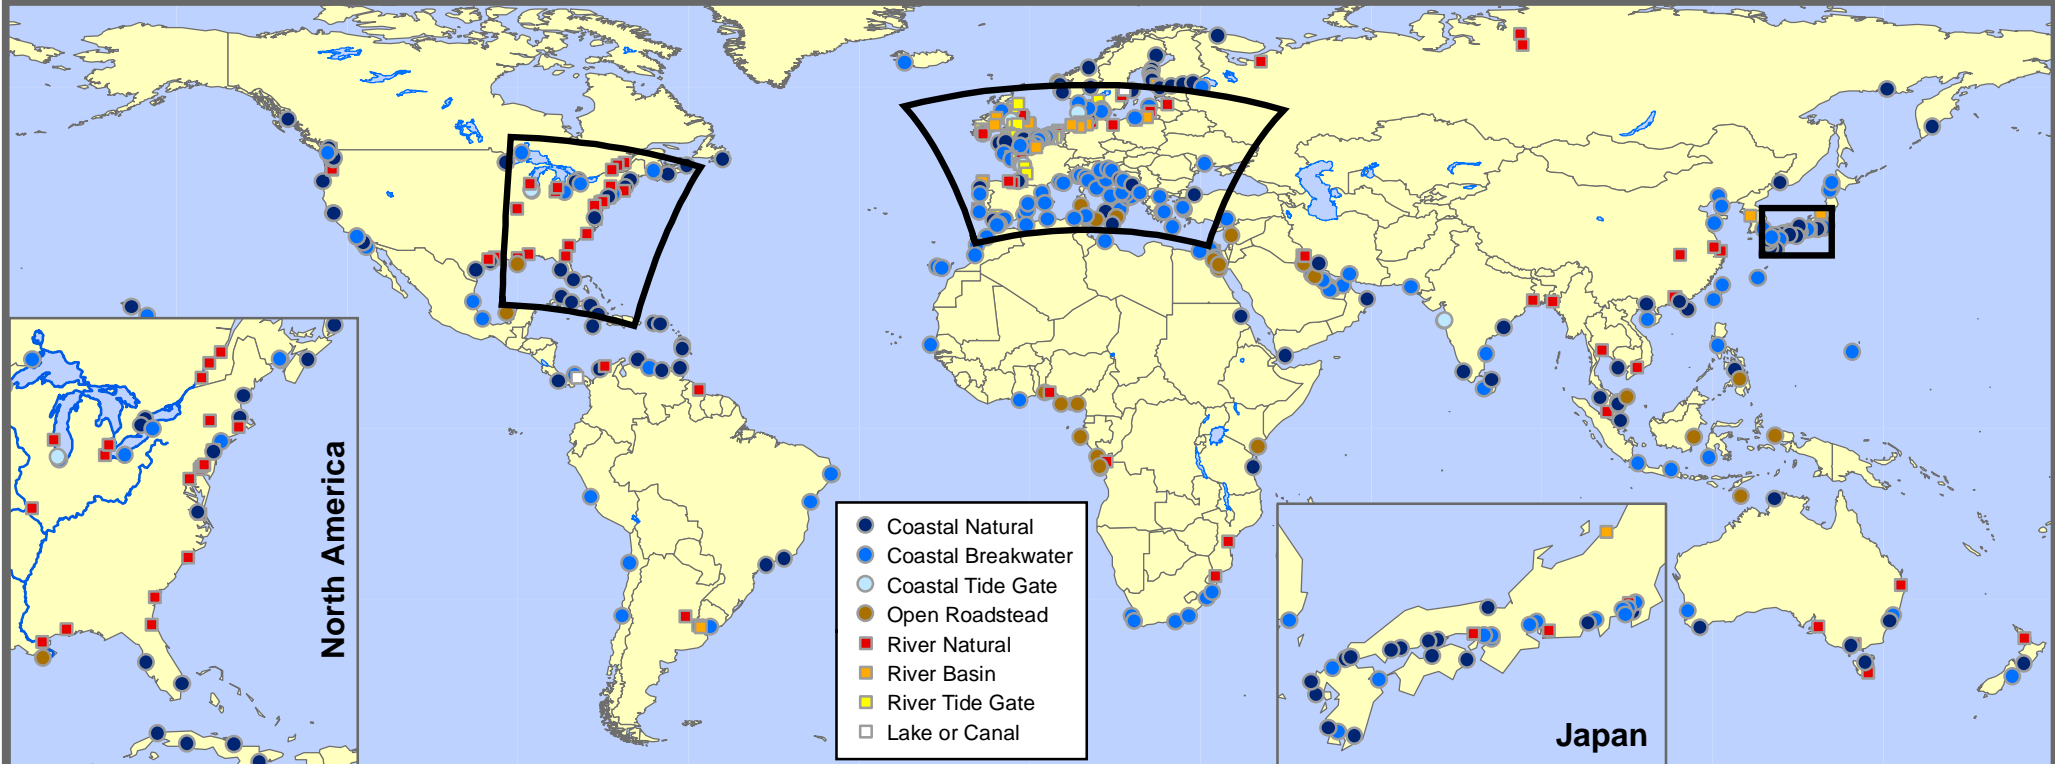 North America
Coastal Natural
Coastal Breakwater
Coastal Tide Gate
Open Roadstead
River Natural
River Basin
River Tide Gate
Lake or Canal
Japan